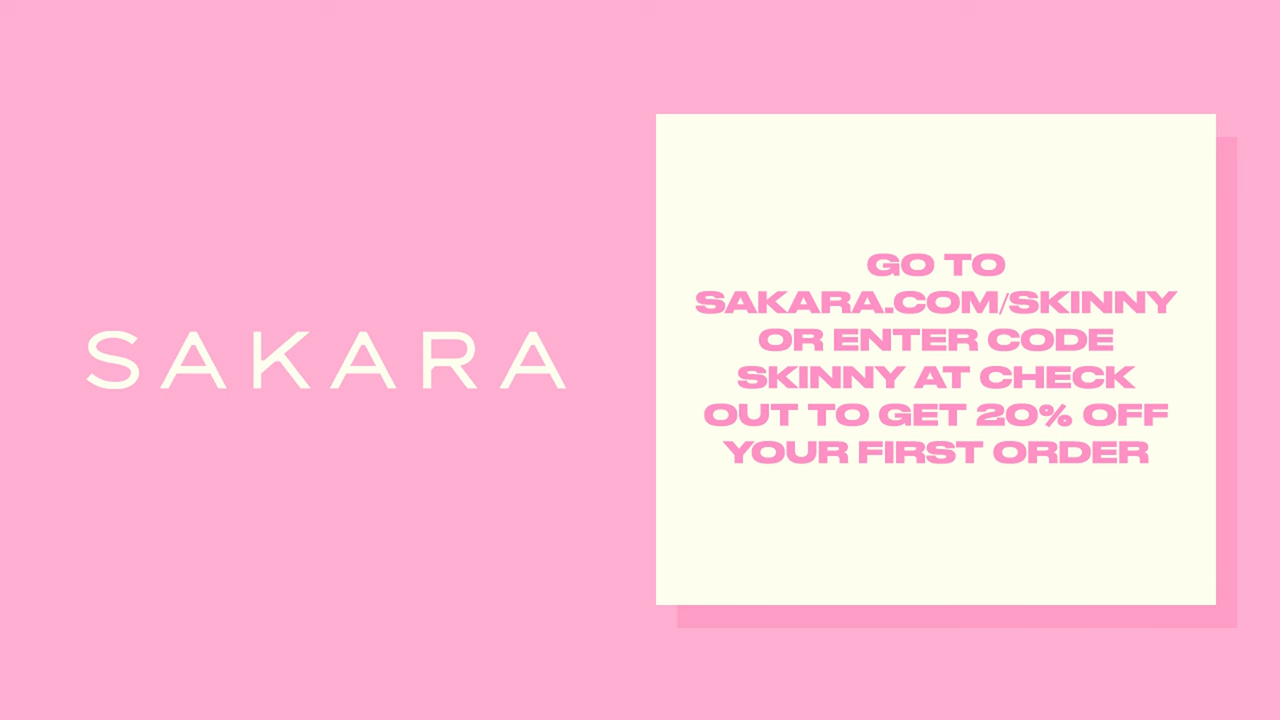 SAKARA
GO TO
SAKARA.COM/SKINNY
OR ENTER CODE
SKINNY AT CHECK
OUT TO GET 20% OFF
YOUR FIRST ORDER